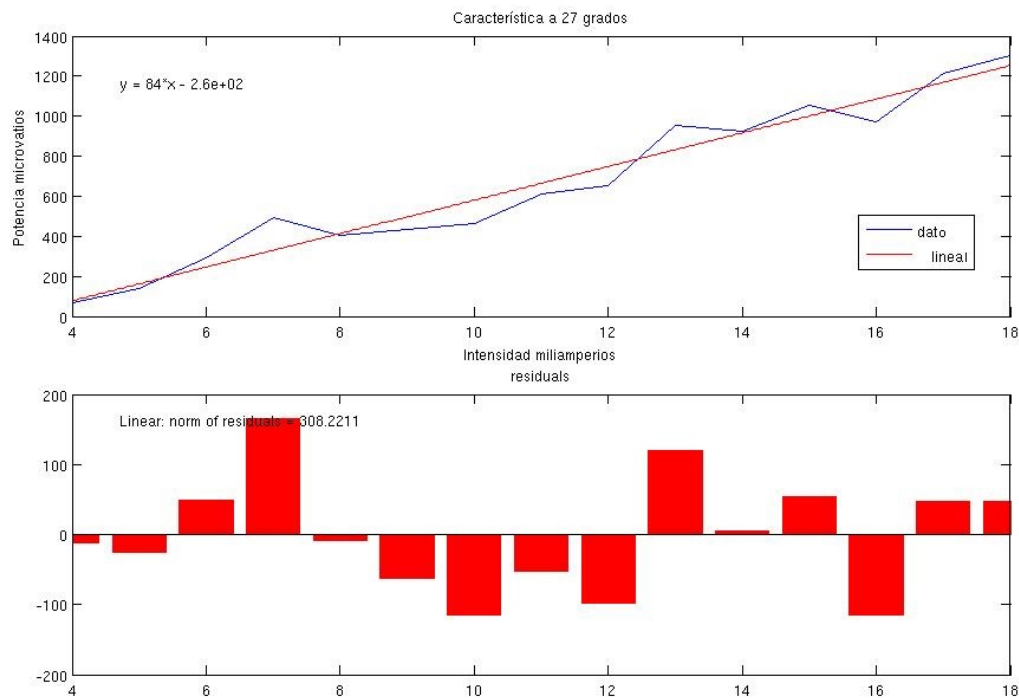 Característica a 27 grados
1400
1200
1000
800
600
400
200
0
Potencia microvatios
y = 84*x - 2.6e+02
dato
lineal
4 6 8 10 12 14 16 18
Intensidad miliamperios
residuals
200
100
0
-100
-200
Linear: norm of residuals = 308.2211
4 6 8 10 12 14 16 18